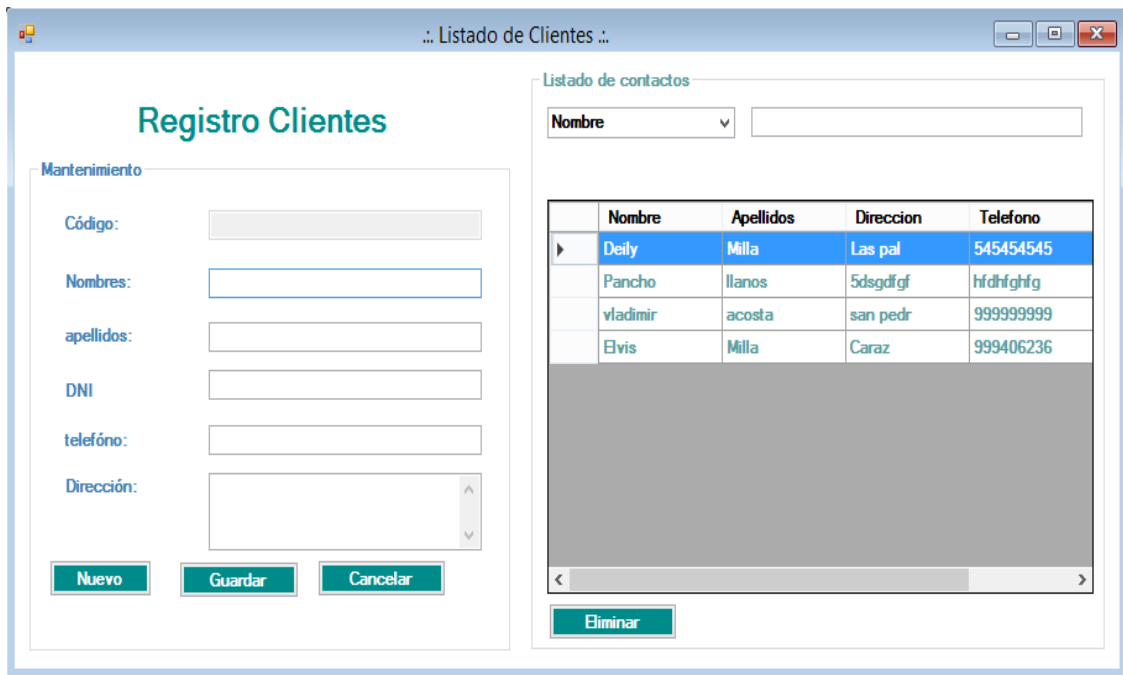 .:. Listado de Clientes .:.
Registro Clientes
Mantenimiento
Código:
Nombres:
apellidos:
DNI
telefóno:
Dirección:
Nuevo Guardar Cancelar
Listado de contactos
Nombre
Nombre Apellidos Direccion Telefono
Deily Milla Las pal 545454545
Pancho llanos 5dsgdfgf hfdhfghfg
vladimir acosta san pedr 999999999
Elvis Milla Caraz 999406236
Eliminar